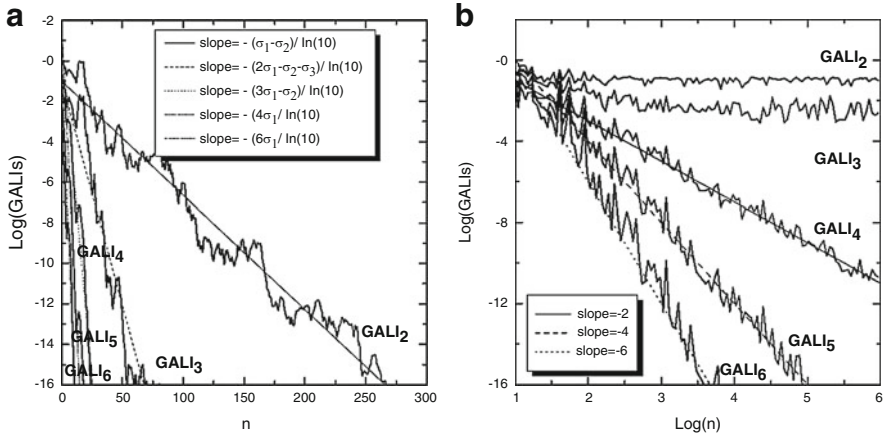 a
-2
-0
-2
-4
-6
-8
-10
-12
-14
-16
Log(GALIs)
0 50 75 100 150 200 250 300
n
slope= - (σ1-σ2)/ ln(10)
slope= - (2σ1-σ2-σ3)/ ln(10)
slope= - (3σ1-σ2)/ ln(10)
slope= - (4σ1/ ln(10)
slope= - (6σ1/ ln(10)
GALI4
GALI5
GALI6
GALI3
GALI2
b
-0
-4
-8
-12
-16
Log(GALIs)
1 2 3 4 5 6
Log(n)
GALI2
GALI3
GALI4
GALI5
GALI6
slope=-2
slope=-4
slope=-6